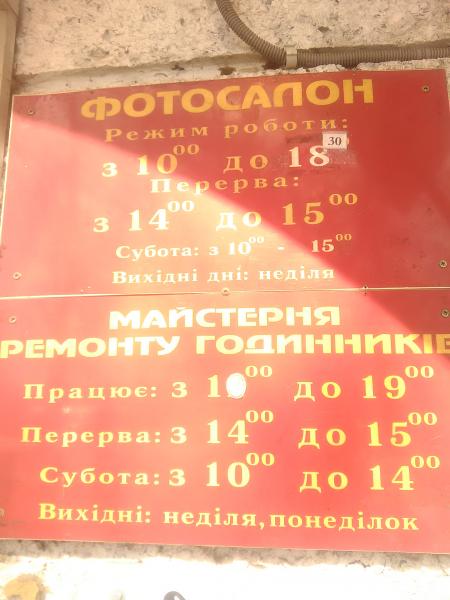 ФОТОСАЛОН
Режим роботи:
з 10 00 до 18 30
Перерва:
з 14 00 до 15 00
Субота: з 10 00 - 15 00
Вихідні дні: неділя
МАЙСТЕРНЯ
РЕМОНТУ ГОДИННИКІВ
Працює: з 00 до 19 00
Перерва: з 14 00 до 15 00
Субота: з 10 00 до 14 00
Вихідні: неділя, понеділок